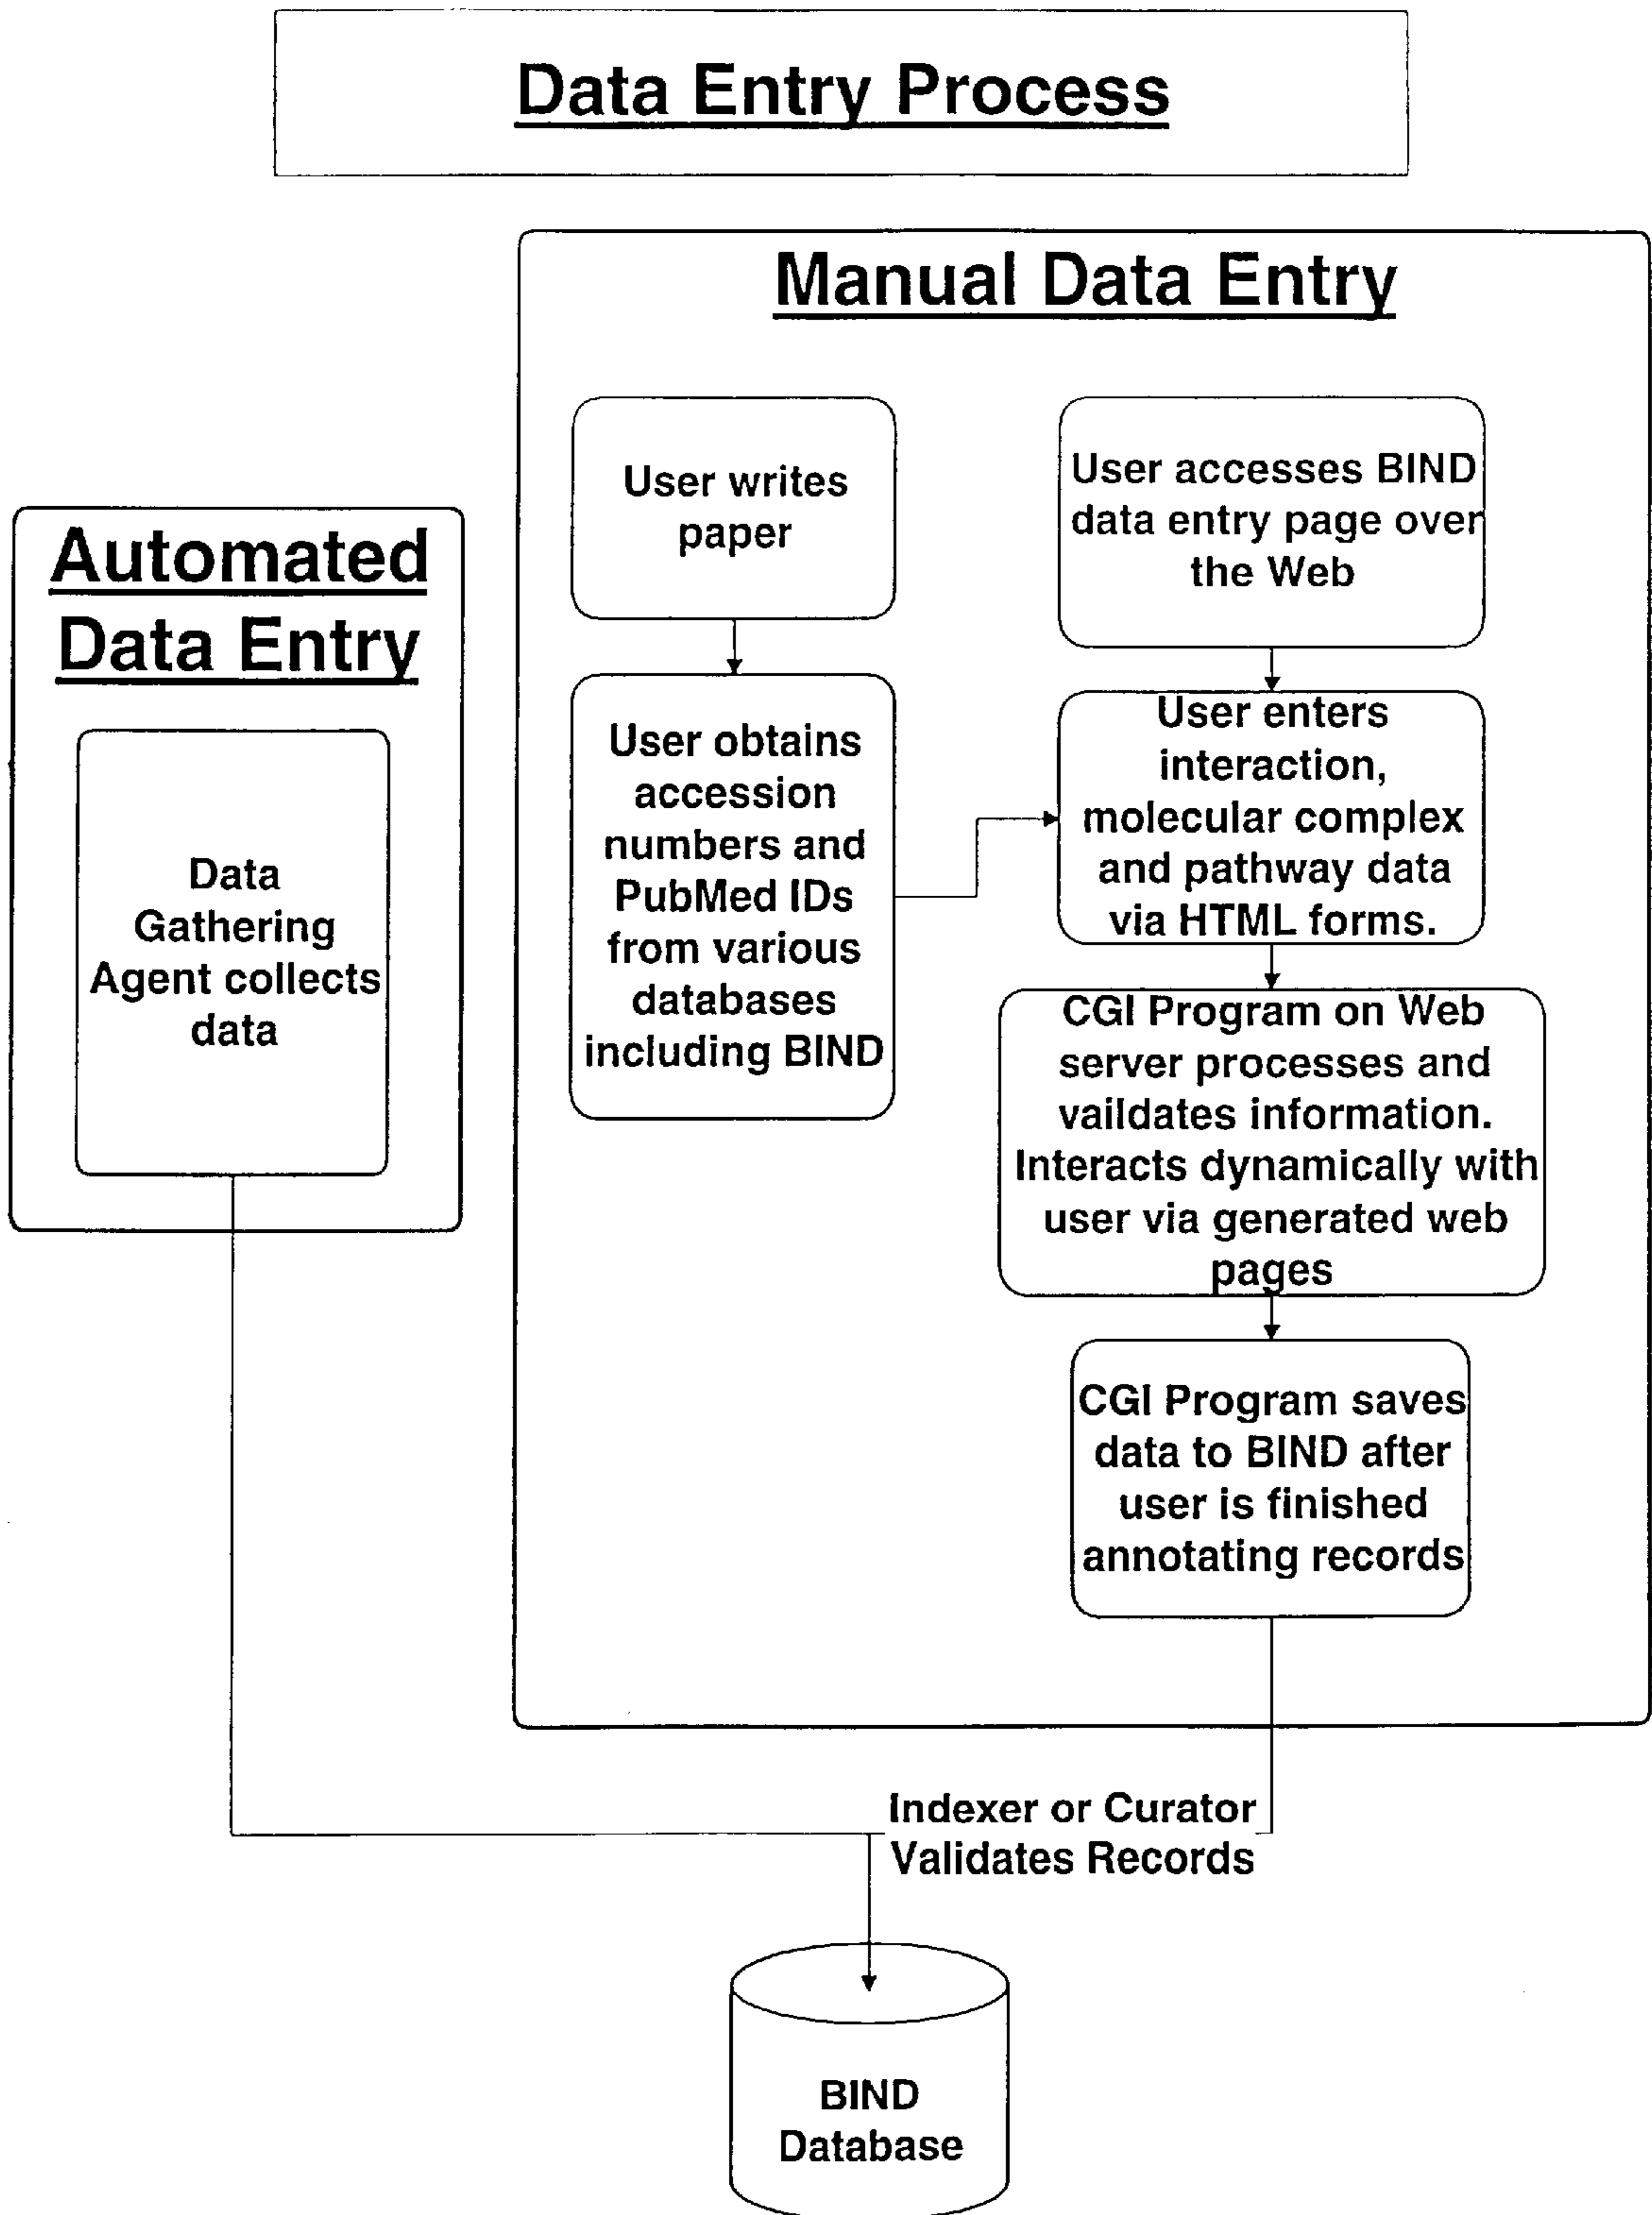 Data Entry Process
Manual Data Entry
User writes
paper
User accesses BIND
data entry page over
the Web
Automated
Data Entry
Data
Gathering
Agent collects
data
User obtains
accession
numbers and
PubMed IDs
from various
databases
including BIND
User enters
interaction,
molecular complex
and pathway data
via HTML forms.
CGI Program on Web
server processes and
vaildates information.
Interacts dynamically with
user via generated web
pages
CGI Program saves
data to BIND after
user is finished
annotating records
Indexer or Curator
Validates Records
BIND
Database